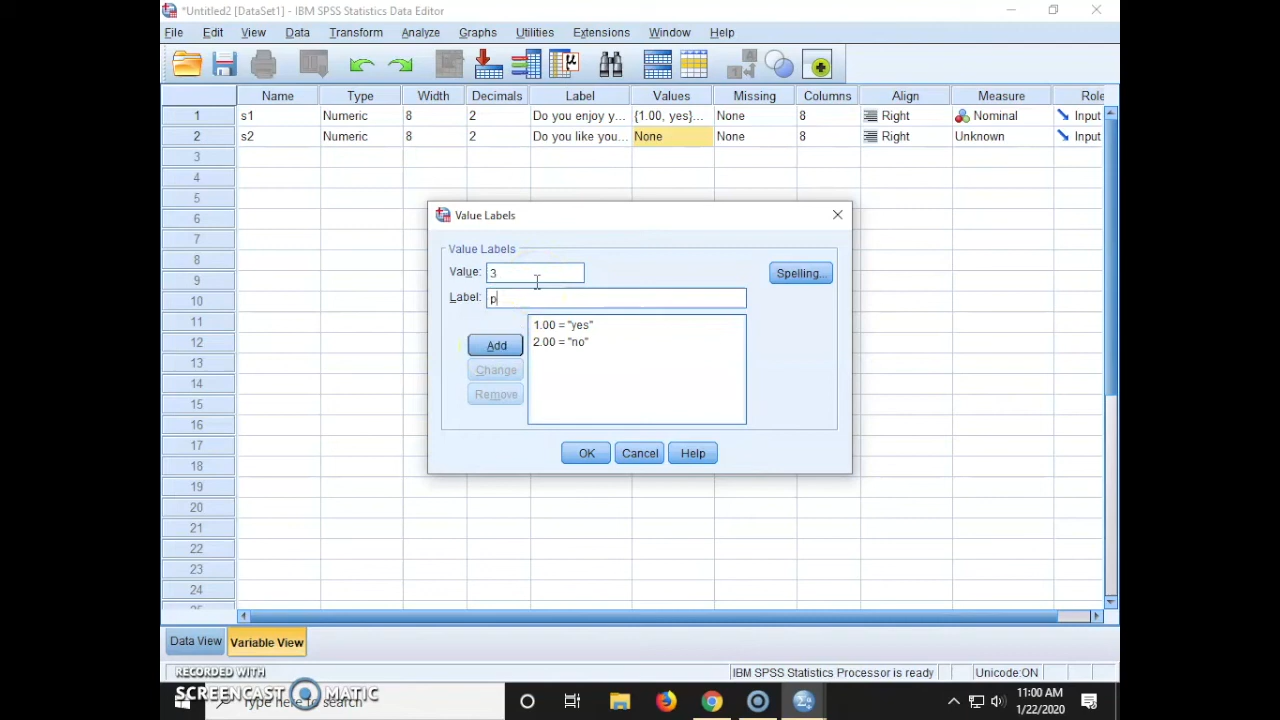 *Untitled2 [DataSet1] - IBM SPSS Statistics Data Editor
File Edit View Data Transform Analyze Graphs Utilities Extensions Window Help
Name Type Width Decimals Label Values Missing Columns Align Measure Role
1 s1 Numeric 8 2 Do you enjoy y... {1.00, yes}... None 8 Right Nominal Input
2 s2 Numeric 8 2 Do you like you... None None 8 Right Unknown Input
3
4
5
6
7
8
9
10
11
12
13
14
15
16
17
18
19
20
21
22
23
24
Value Labels
Value Labels
Value: 3
Spelling...
Label: p
1.00 = "yes"
2.00 = "no"
Add
Change
Remove
OK Cancel Help
Data View Variable View
IBM SPSS Statistics Processor is ready Unicode:ON
RECORDED WITH
SCREENCAST MATIC
Type here to search
11:00 AM
1/22/2020